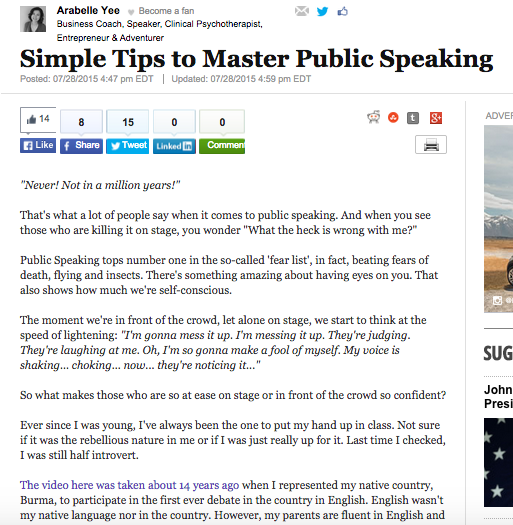 Arabelle Yee Become a fan
Business Coach, Speaker, Clinical Psychotherapist,
Entrepreneur & Adventurer
Simple Tips to Master Public Speaking
Posted: 07/28/2015 4:47 pm EDT | Updated: 07/28/2015 4:59 pm EDT
14 8 15 0 0
Like Share Tweet Linked in Comment
ADVER
"Never! Not in a million years!"
That's what a lot of people say when it comes to public speaking. And when you see
those who are killing it on stage, you wonder "What the heck is wrong with me?"
Public Speaking tops number one in the so-called 'fear list', in fact, beating fears of
death, flying and insects. There's something amazing about having eyes on you. That
also shows how much we're self-conscious.
The moment we're in front of the crowd, let alone on stage, we start to think at the
speed of lightening: "I'm gonna mess it up. I'm messing it up. They're judging.
They're laughing at me. Oh, I'm so gonna make a fool of myself. My voice is
shaking... choking... now... they're noticing it..."
So what makes those who are so at ease on stage or in front of the crowd so confident?
Ever since I was young, I've always been the one to put my hand up in class. Not sure
if it was the rebellious nature in me or if I was just really up for it. Last time I checked,
I was still half introvert.
The video here was taken about 14 years ago when I represented my native country,
Burma, to participate in the first ever debate in the country in English. English wasn't
my native language nor in the country. However, my parents are fluent in English and
SUG
John
Presi